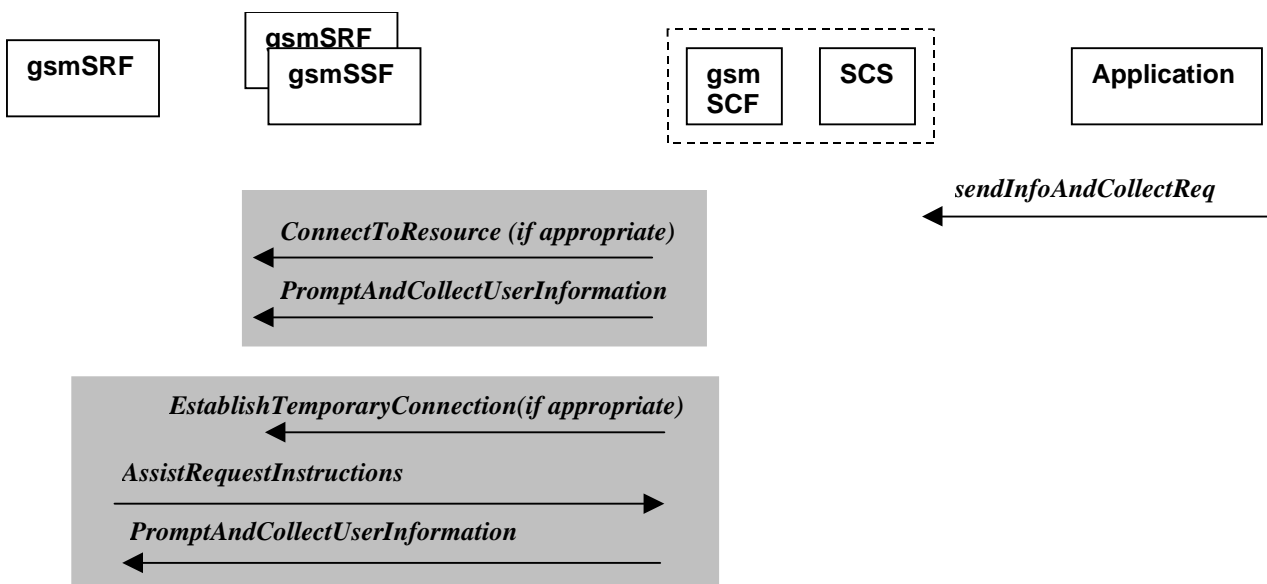 gsmSRF
gsmSRF
gsmSSF
gsm
SCF
SCS
Application
sendInfoAndCollectReq
ConnectToResource (if appropriate)
PromptAndCollectUserInformation
EstablishTemporaryConnection(if appropriate)
AssistRequestInstructions
PromptAndCollectUserInformation